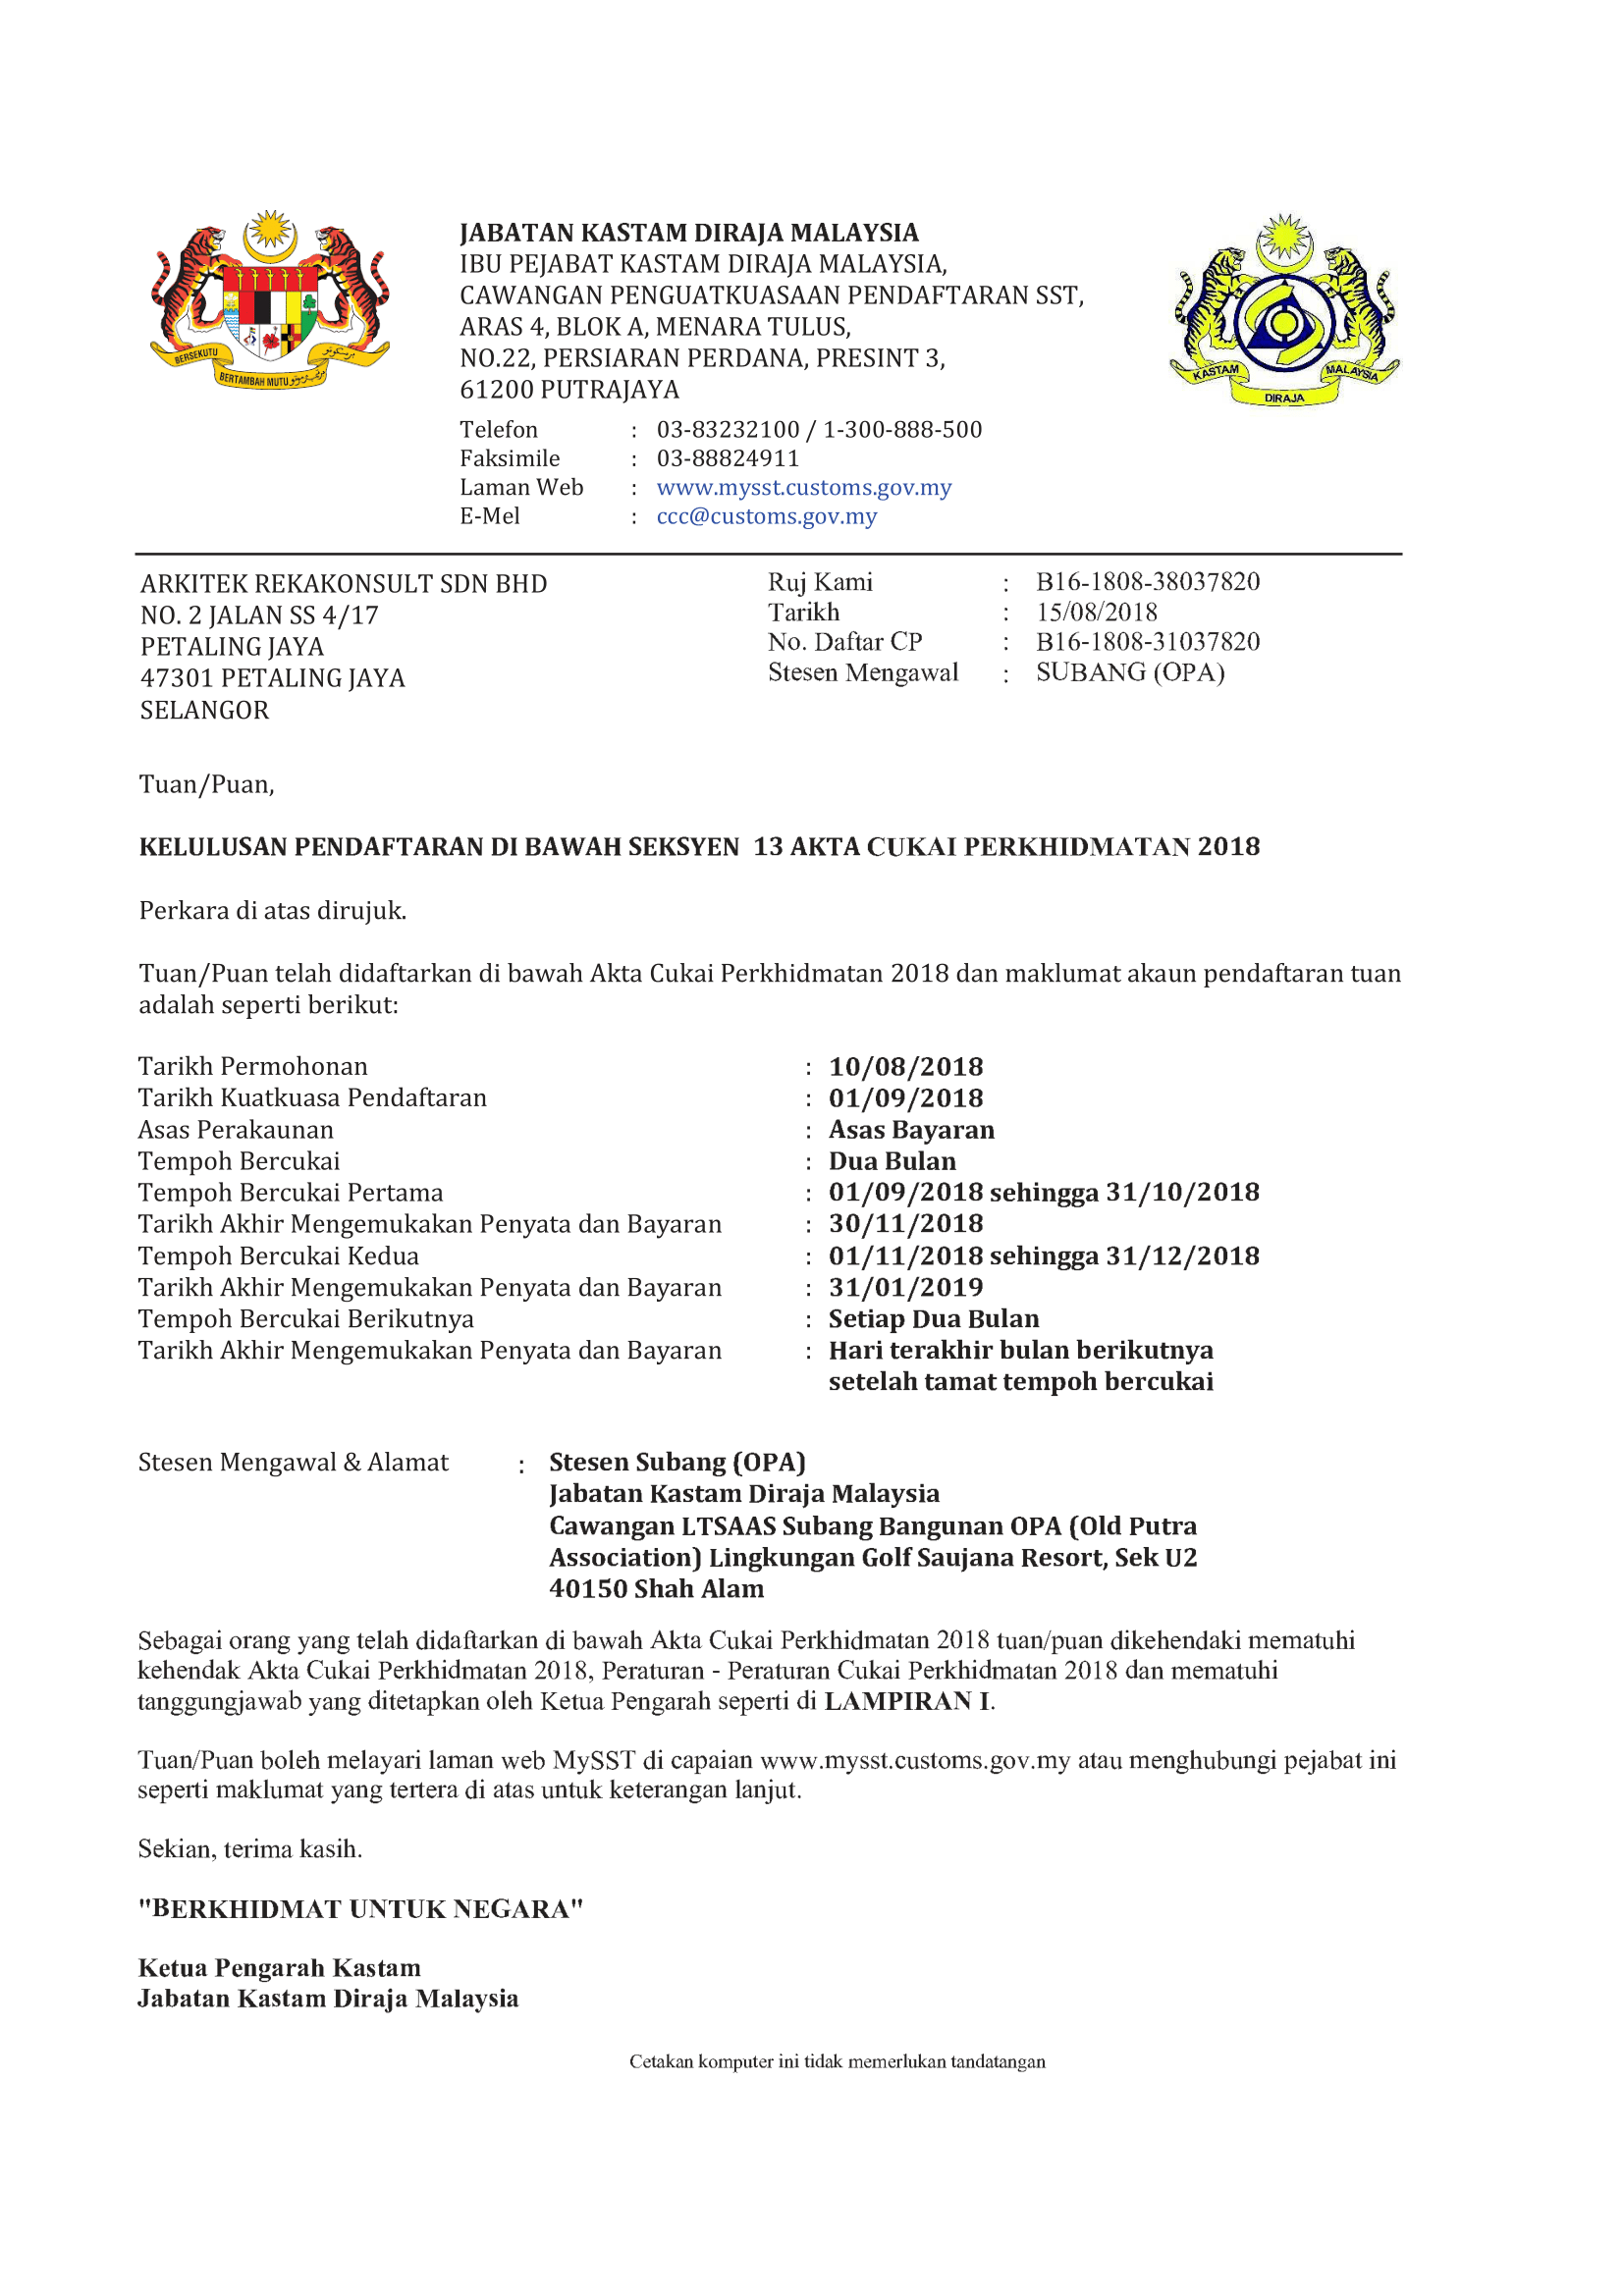 JABATAN KASTAM DIRAJA MALAYSIA
IBU PEJABAT KASTAM DIRAJA MALAYSIA,
CAWANGAN PENGUATKUASAAN PENDAFTARAN SST,
ARAS 4, BLOK A, MENARA TULUS,
NO.22, PERSIARAN PERDANA, PRESINT 3,
61200 PUTRAJAYA
Telefon : 03-83232100 / 1-300-888-500
Faksimile : 03-88824911
Laman Web : www.mysst.customs.gov.my
E-Mel : ccc@customs.gov.my
BERSEKUTU
BERTAMBAH MUTU
KASTAM DIRAJA MALAYSIA
ARKITEK REKAKONSULT SDN BHD
NO. 2 JALAN SS 4/17
PETALING JAYA
47301 PETALING JAYA
SELANGOR
Ruj Kami : B16-1808-38037820
Tarikh : 15/08/2018
No. Daftar CP : B16-1808-31037820
Stesen Mengawal : SUBANG (OPA)
Tuan/Puan,
KELULUSAN PENDAFTARAN DI BAWAH SEKSYEN 13 AKTA CUKAI PERKHIDMATAN 2018
Perkara di atas dirujuk.
Tuan/Puan telah didaftarkan di bawah Akta Cukai Perkhidmatan 2018 dan maklumat akaun pendaftaran tuan
adalah seperti berikut:
Tarikh Permohonan : 10/08/2018
Tarikh Kuatkuasa Pendaftaran : 01/09/2018
Asas Perakaunan : Asas Bayaran
Tempoh Bercukai : Dua Bulan
Tempoh Bercukai Pertama : 01/09/2018 sehingga 31/10/2018
Tarikh Akhir Mengemukakan Penyata dan Bayaran : 30/11/2018
Tempoh Bercukai Kedua : 01/11/2018 sehingga 31/12/2018
Tarikh Akhir Mengemukakan Penyata dan Bayaran : 31/01/2019
Tempoh Bercukai Berikutnya : Setiap Dua Bulan
Tarikh Akhir Mengemukakan Penyata dan Bayaran : Hari terakhir bulan berikutnya
setelah tamat tempoh bercukai
Stesen Mengawal & Alamat : Stesen Subang (OPA)
Jabatan Kastam Diraja Malaysia
Cawangan LTSAAS Subang Bangunan OPA (Old Putra
Association) Lingkungan Golf Saujana Resort, Sek U2
40150 Shah Alam
Sebagai orang yang telah didaftarkan di bawah Akta Cukai Perkhidmatan 2018 tuan/puan dikehendaki mematuhi
kehendak Akta Cukai Perkhidmatan 2018, Peraturan - Peraturan Cukai Perkhidmatan 2018 dan mematuhi
tanggungjawab yang ditetapkan oleh Ketua Pengarah seperti di LAMPIRAN I.
Tuan/Puan boleh melayari laman web MySST di capaian www.mysst.customs.gov.my atau menghubungi pejabat ini
seperti maklumat yang tertera di atas untuk keterangan lanjut.
Sekian, terima kasih.
"BERKHIDMAT UNTUK NEGARA"
Ketua Pengarah Kastam
Jabatan Kastam Diraja Malaysia
Cetakan komputer ini tidak memerlukan tandatangan